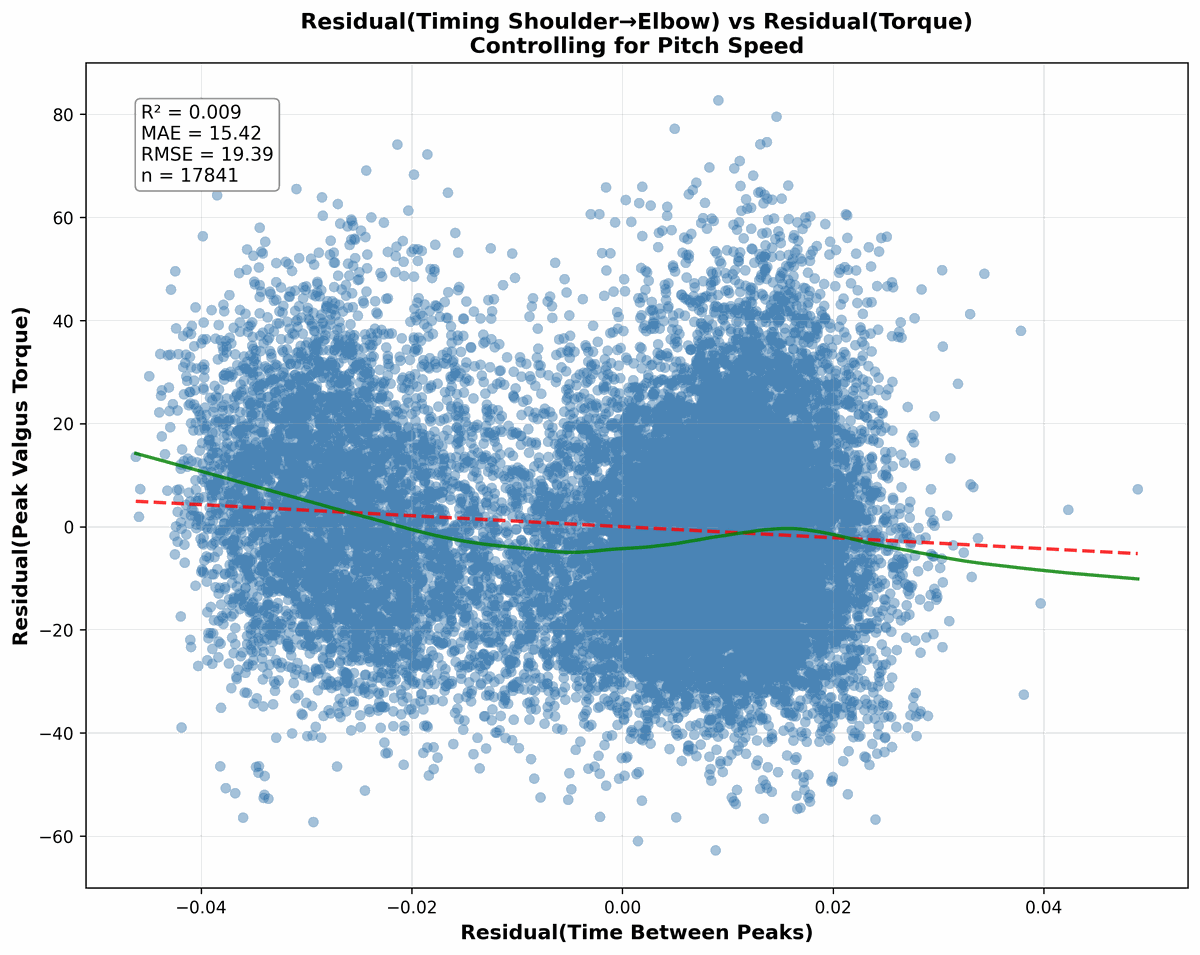 Residual(Timing Shoulder→Elbow) vs Residual(Torque)
Controlling for Pitch Speed
R² = 0.009
MAE = 15.42
RMSE = 19.39
n = 17841
Residual(Peak Valgus Torque)
80
60
40
20
0
−20
−40
−60
−0.04
−0.02
0.00
0.02
0.04
Residual(Time Between Peaks)